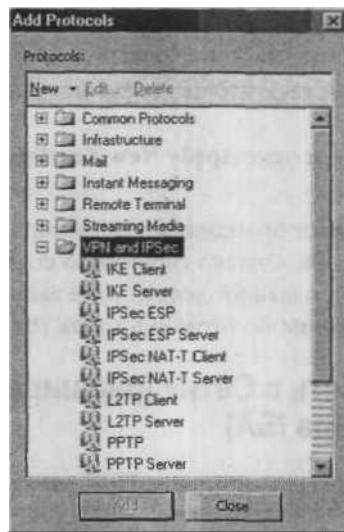 Add Protocols
Protocols:
New Edit... Delete
Common Protocols
Infrastructure
Mail
Instant Messaging
Remote Terminal
Streaming Media
VPN and IPSec
IKE Client
IKE Server
IPSec ESP
IPSec ESP Server
IPSec NAT-T Client
IPSec NAT-T Server
L2TP Client
L2TP Server
PPTP
PPTP Server
Add Close